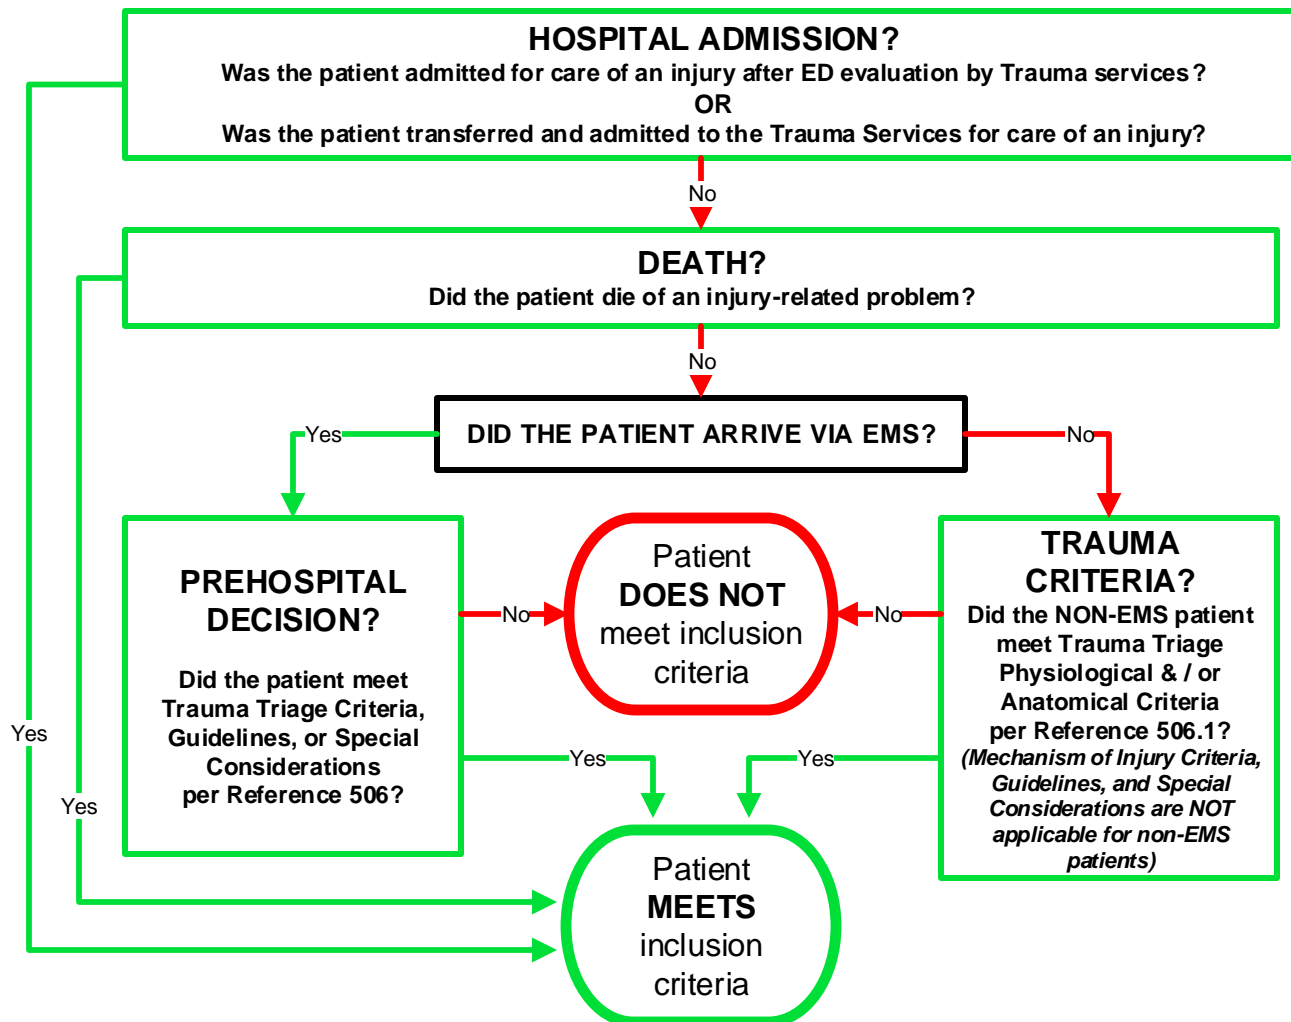 HOSPITAL ADMISSION?
Was the patient admitted for care of an injury after ED evaluation by Trauma services?
OR
Was the patient transferred and admitted to the Trauma Services for care of an injury?
No
DEATH?
Did the patient die of an injury-related problem?
No
Yes
DID THE PATIENT ARRIVE VIA EMS?
No
PREHOSPITAL
DECISION?
Did the patient meet
Trauma Triage Criteria,
Guidelines, or Special
Considerations
per Reference 506?
No
Patient
DOES NOT
meet inclusion
criteria
No
TRAUMA
CRITERIA?
Did the NON-EMS patient
meet Trauma Triage
Physiological & / or
Anatomical Criteria
per Reference 506.1?
(Mechanism of Injury Criteria,
Guidelines, and Special
Considerations are NOT
applicable for non-EMS
patients)
Yes
Yes
Yes
Yes
Patient
MEETS
inclusion
criteria